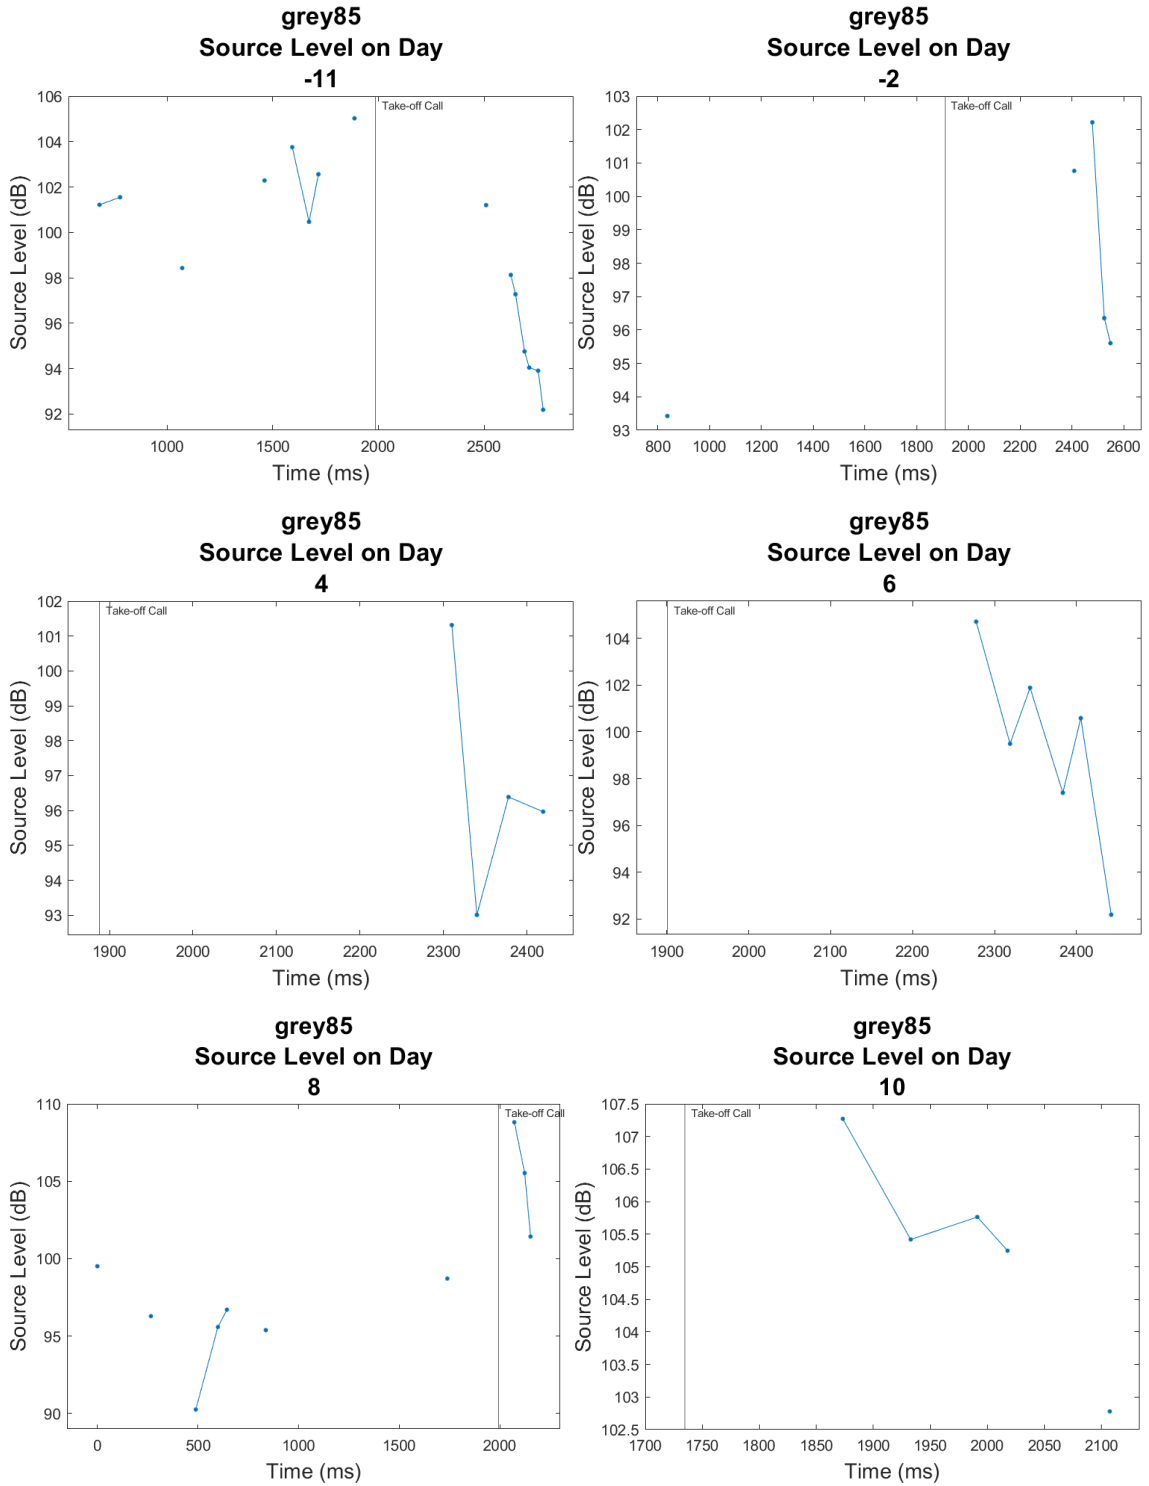 grey85
Source Level on Day
-11
Take-off Call
106
104
102
100
98
96
94
92
Source Level (dB)
1000 1500 2000 2500
Time (ms)
grey85
Source Level on Day
-2
Take-off Call
103
102
101
100
99
98
97
96
95
94
93
Source Level (dB)
800 1000 1200 1400 1600 1800 2000 2200 2400 2600
Time (ms)
grey85
Source Level on Day
4
Take-off Call
102
101
100
99
98
97
96
95
94
93
Source Level (dB)
1900 2000 2100 2200 2300 2400
Time (ms)
grey85
Source Level on Day
6
Take-off Call
104
102
100
98
96
94
92
Source Level (dB)
1900 2000 2100 2200 2300 2400
Time (ms)
grey85
Source Level on Day
8
Take-off Call
110
105
100
95
90
Source Level (dB)
0 500 1000 1500 2000
Time (ms)
grey85
Source Level on Day
10
Take-off Call
107.5
107
106.5
106
105.5
105
104.5
104
103.5
103
102.5
Source Level (dB)
1700 1750 1800 1850 1900 1950 2000 2050 2100
Time (ms)